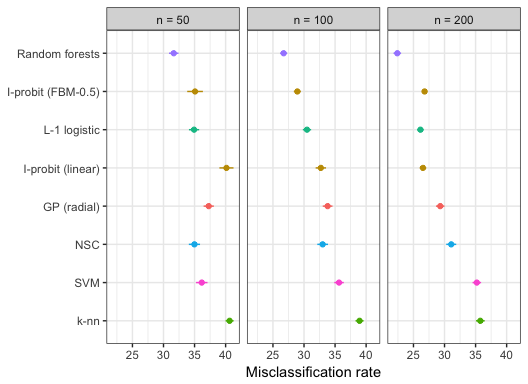 n = 50 n = 100 n = 200
Random forests
I-probit (FBM-0.5)
L-1 logistic
I-probit (linear)
GP (radial)
NSC
SVM
k-nn
25 30 35 40 25 30 35 40 25 30 35 40
Misclassification rate